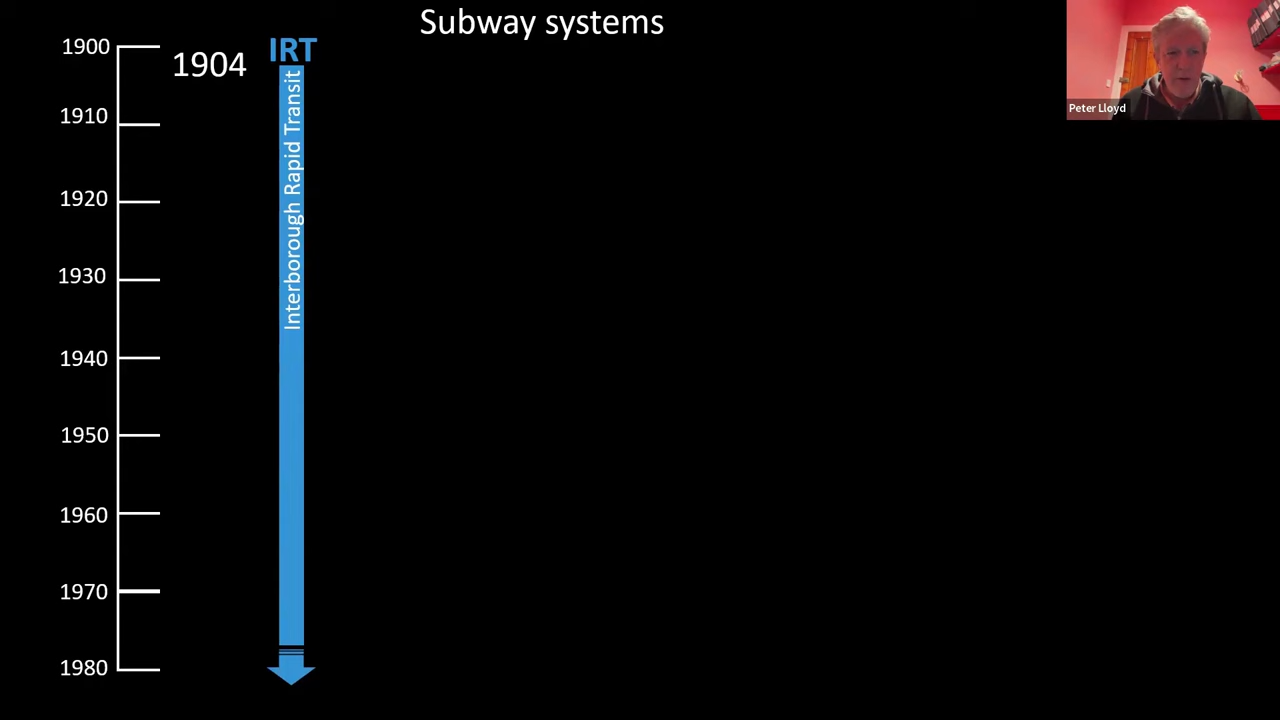 Subway systems
1900
1904
IRT
Interborough Rapid Transit
1910
1920
1930
1940
1950
1960
1970
1980
Peter Lloyd